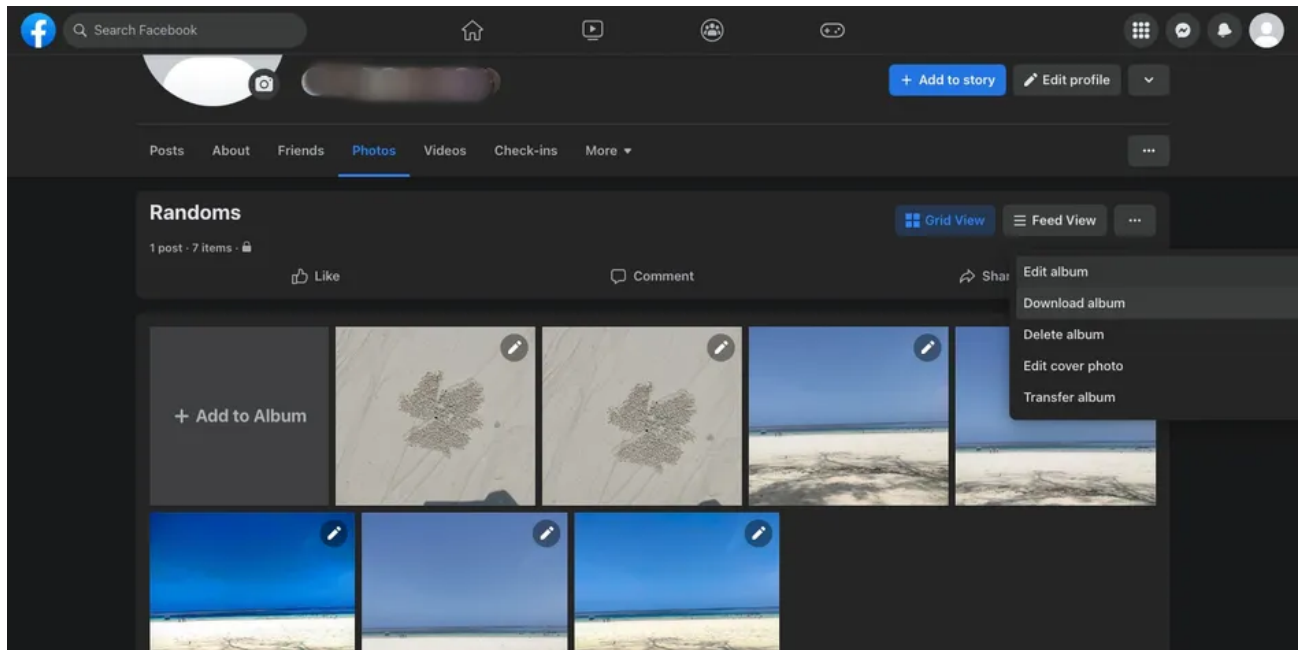 Search Facebook
+ Add to story
Edit profile
Posts About Friends Photos Videos Check-ins More
Randoms
Grid View
Feed View
1 post · 7 items ·
Like
Comment
Shar
Edit album
Download album
Delete album
Edit cover photo
Transfer album
+ Add to Album